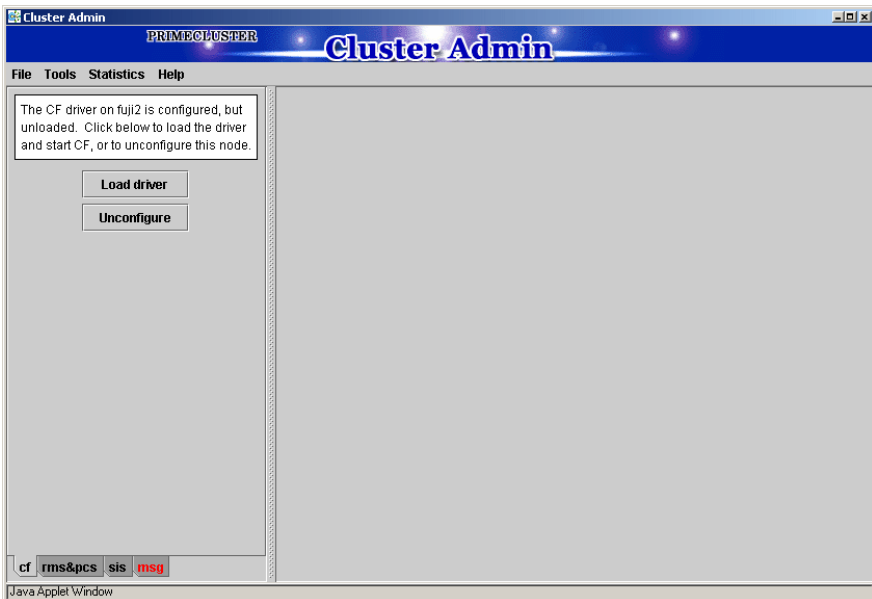 Cluster Admin
PRIMECLUSTER
Cluster Admin
File Tools Statistics Help
The CF driver on fuji2 is configured, but
unloaded. Click below to load the driver
and start CF, or to unconfigure this node.
Load driver
Unconfigure
cf rms&pcs sis msg
Java Applet Window